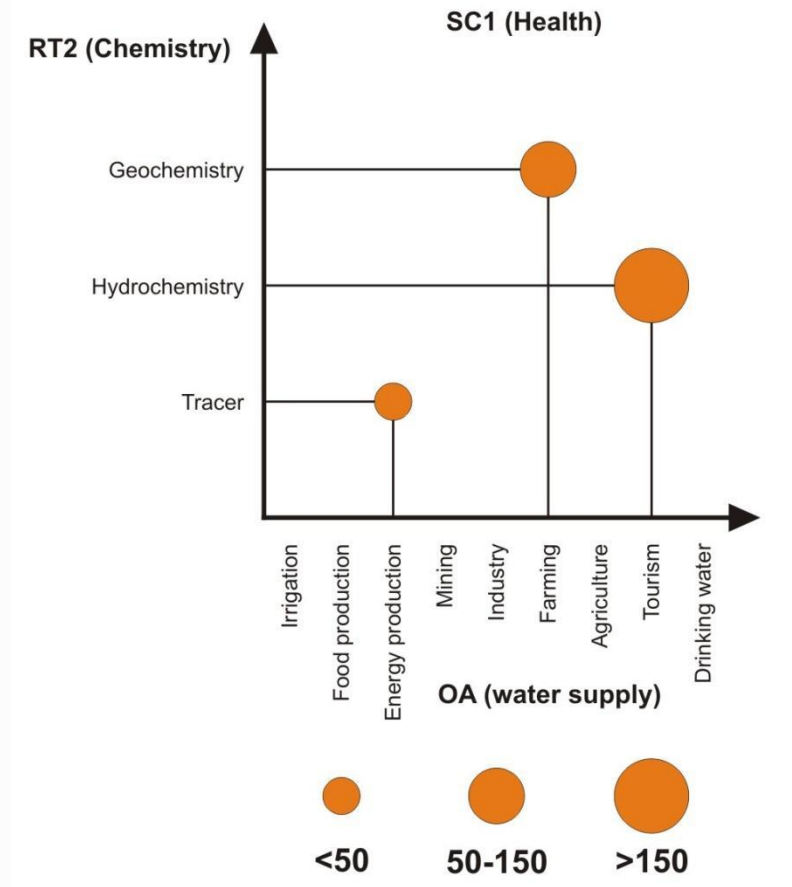 SC1 (Health)
RT2 (Chemistry)
Geochemistry
Hydrochemistry
Tracer
Irrigation
Food production
Energy production
Mining
Industry
Farming
Agriculture
Tourism
Drinking water
OA (water supply)
<50
50-150
>150